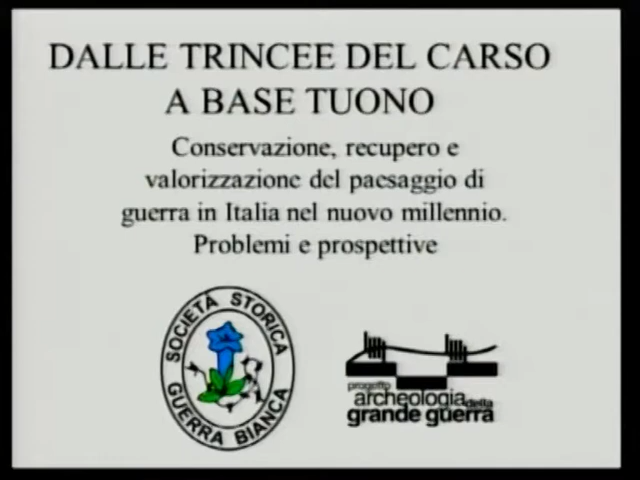 DALLE TRINCEE DEL CARSO
A BASE TUONO
Conservazione, recupero e
valorizzazione del paesaggio di
guerra in Italia nel nuovo millennio.
Problemi e prospettive
SOCIETÀ STORICA
GUERRA BIANCA
progetto
archeologia della
grande guerra